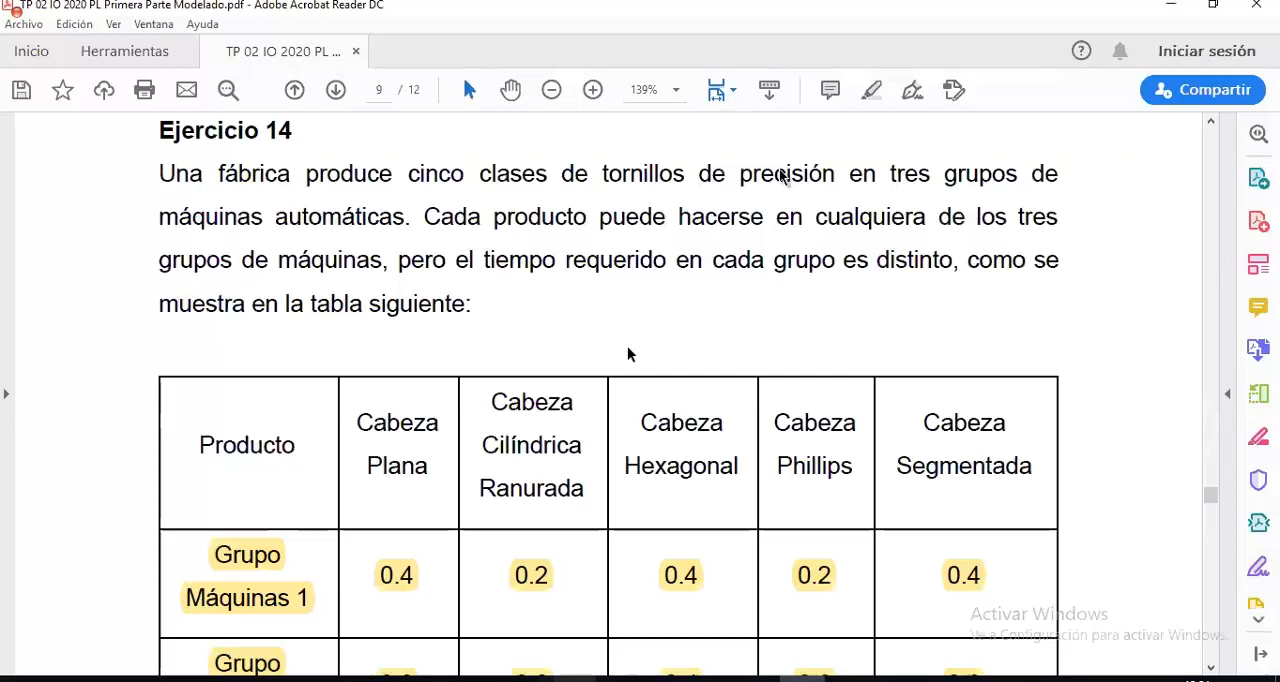 TP 02 IO 2020 PL Primera Parte Modelado.pdf - Adobe Acrobat Reader DC
Archivo Edición Ver Ventana Ayuda
Inicio Herramientas TP 02 IO 2020 PL ... × Iniciar sesión
9 / 12 139% Compartir
Ejercicio 14
Una fábrica produce cinco clases de tornillos de precisión en tres grupos de
máquinas automáticas. Cada producto puede hacerse en cualquiera de los tres
grupos de máquinas, pero el tiempo requerido en cada grupo es distinto, como se
muestra en la tabla siguiente:
Producto
Cabeza
Plana
Cabeza
Cilíndrica
Ranurada
Cabeza
Hexagonal
Cabeza
Phillips
Cabeza
Segmentada
Grupo
Máquinas 1
0.4 0.2 0.4 0.2 0.4
Grupo
Activar Windows
Ve a Configuración para activar Windows.